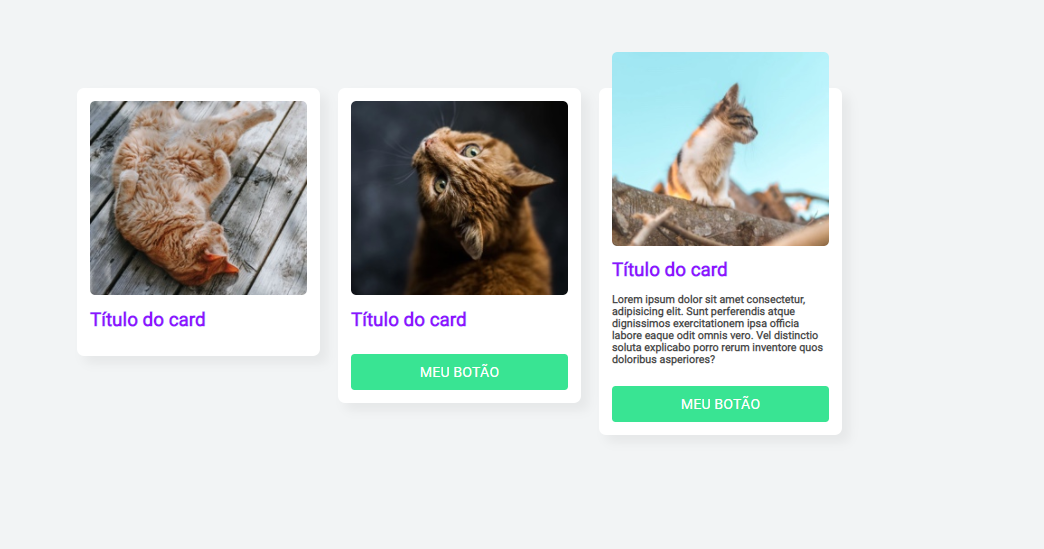 Título do card
Título do card
MEU BOTÃO
Título do card
Lorem ipsum dolor sit amet consectetur,
adipisicing elit. Sunt perferendis atque
dignissimos exercitationem ipsa officia
labore eaque odit omnis vero. Vel distinctio
soluta explicabo porro rerum inventore quos
doloribus asperiores?
MEU BOTÃO